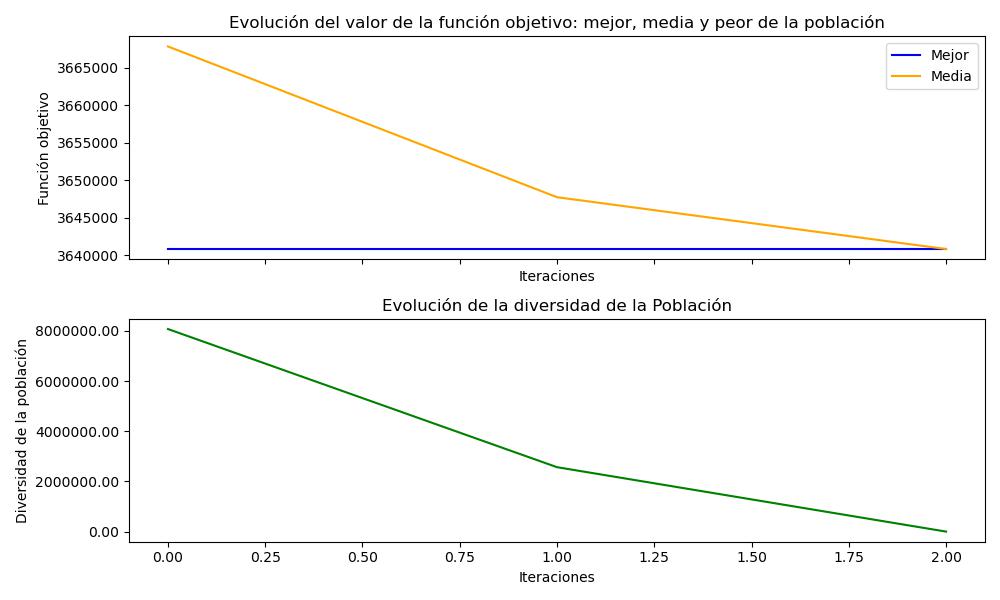 Evolución del valor de la función objetivo: mejor, media y peor de la población
Función objetivo
3665000
3660000
3655000
3650000
3645000
3640000
Mejor
Media
Iteraciones
Evolución de la diversidad de la Población
Diversidad de la población
8000000.00
6000000.00
4000000.00
2000000.00
0.00
0.00 0.25 0.50 0.75 1.00 1.25 1.50 1.75 2.00
Iteraciones